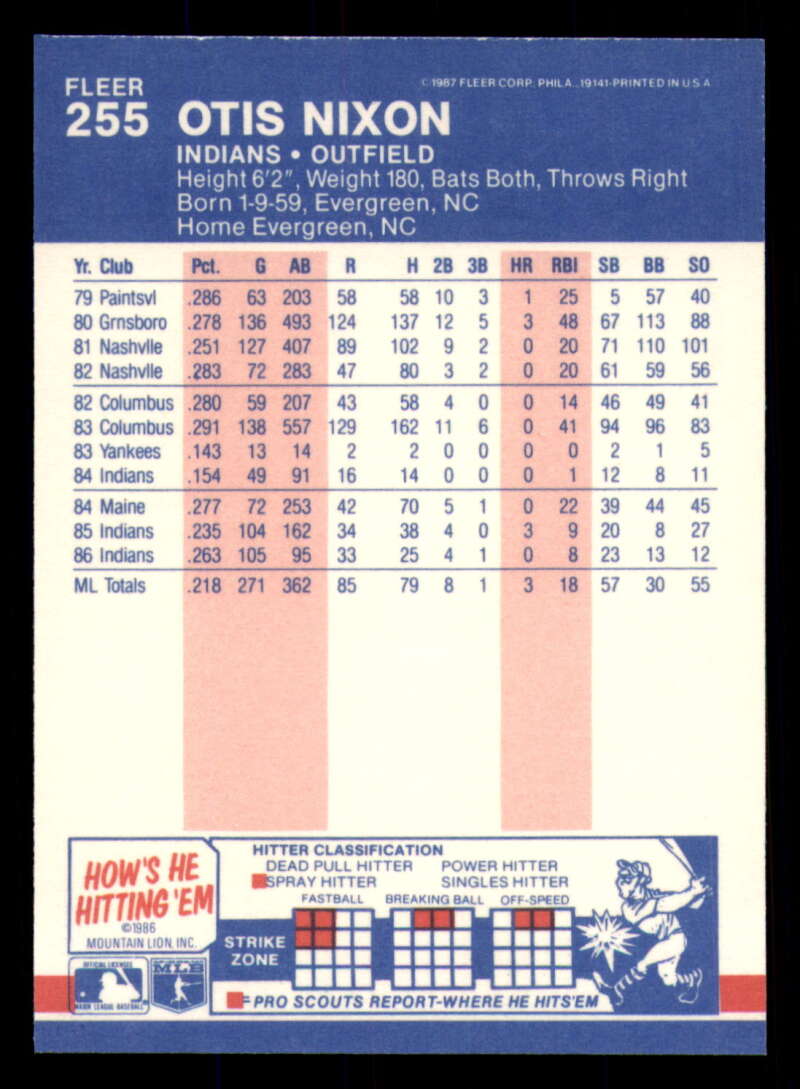 FLEER
©1987 FLEER CORP. PHILA., 19141-PRINTED IN U S A
255 OTIS NIXON
INDIANS • OUTFIELD
Height 6'2", Weight 180, Bats Both, Throws Right
Born 1-9-59, Evergreen, NC
Home Evergreen, NC
Yr. Club Pct. G AB R H 2B 3B HR RBI SB BB SO
79 Paintsvl .286 63 203 58 58 10 3 1 25 5 57 40
80 Grnsboro .278 136 493 124 137 12 5 3 48 67 113 88
81 Nashvlle .251 127 407 89 102 9 2 0 20 71 110 101
82 Nashvlle .283 72 283 47 80 3 2 0 20 61 59 56
82 Columbus .280 59 207 43 58 4 0 0 14 46 49 41
83 Columbus .291 138 557 129 162 11 6 0 41 94 96 83
83 Yankees .143 13 14 2 2 0 0 0 0 2 1 5
84 Indians .154 49 91 16 14 0 0 0 1 12 8 11
84 Maine .277 72 253 42 70 5 1 0 22 39 44 45
85 Indians .235 104 162 34 38 4 0 3 9 20 8 27
86 Indians .263 105 95 33 25 4 1 0 8 23 13 12
ML Totals .218 271 362 85 79 8 1 3 18 57 30 55
HOW'S HE
HITTING 'EM
©1986
MOUNTAIN LION, INC.
HITTER CLASSIFICATION
DEAD PULL HITTER POWER HITTER
SPRAY HITTER SINGLES HITTER
FASTBALL BREAKING BALL OFF-SPEED
STRIKE
ZONE
= PRO SCOUTS REPORT-WHERE HE HITS'EM
OFFICIAL LICENSEE
MAJOR LEAGUE BASEBALL